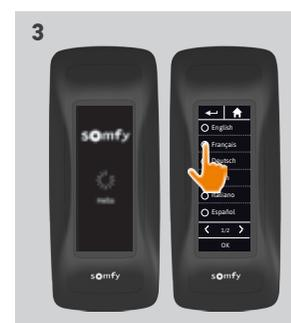 3
somfy
Hello
somfy
English
Français
Deutsch
Italiano
Español
1/2
OK
somfy